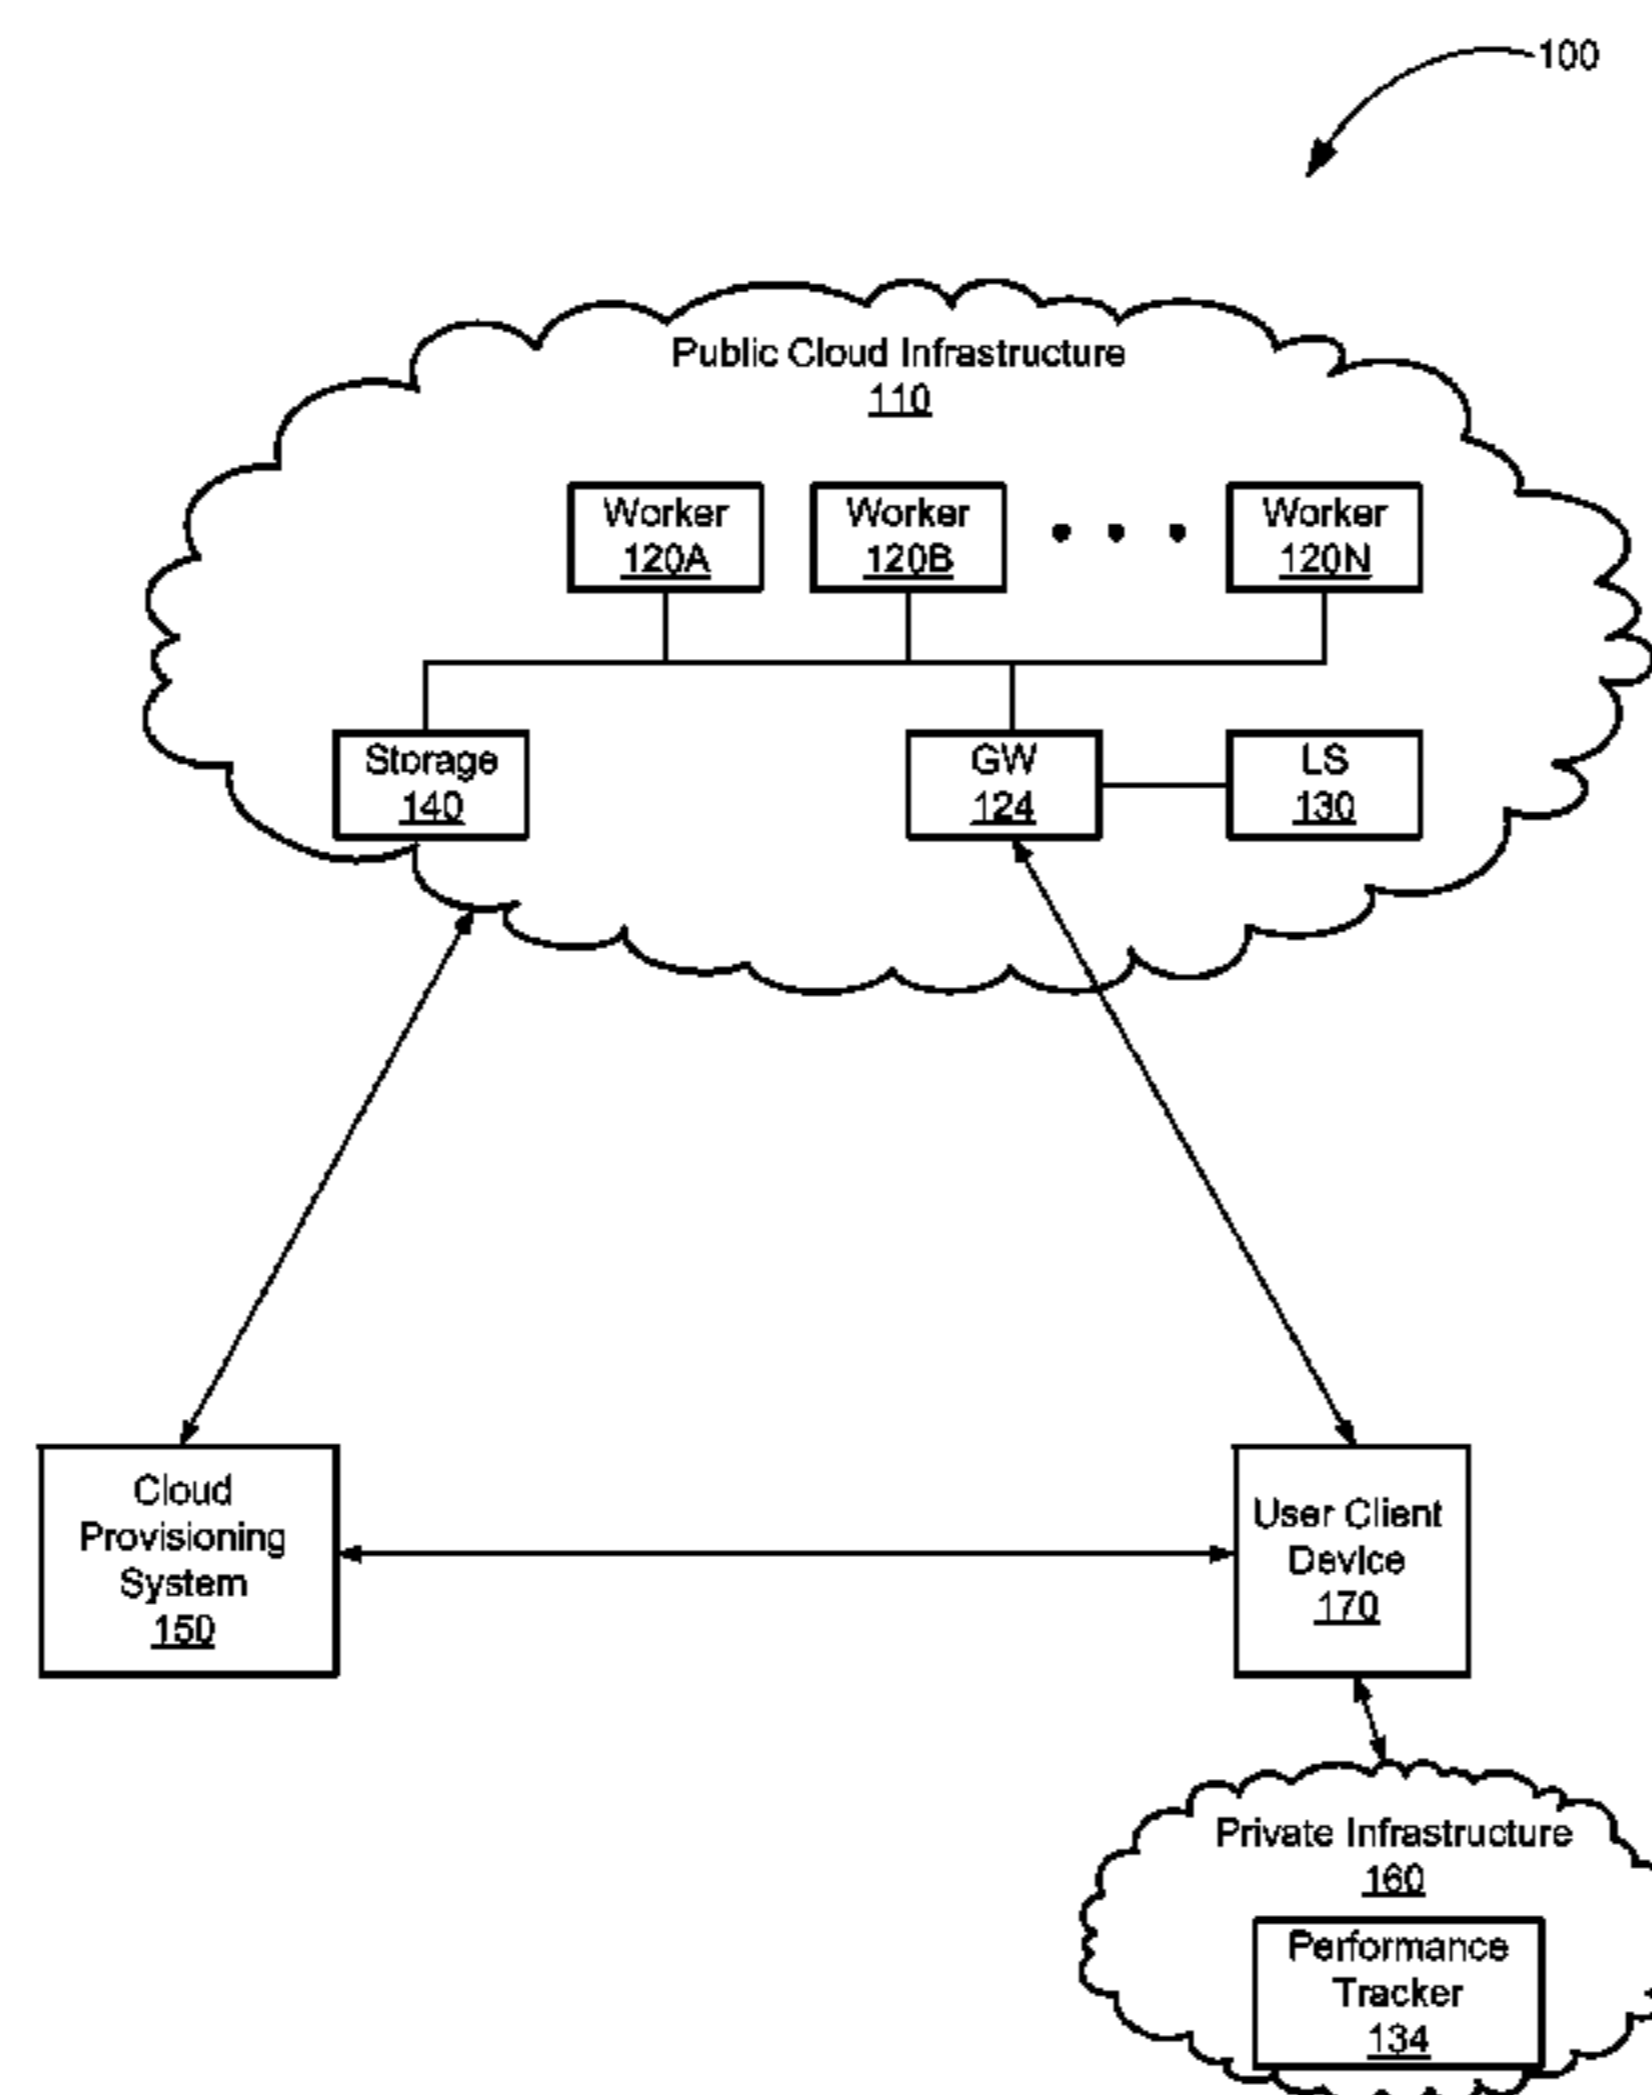 100
Public Cloud Infrastructure
110
Worker
120A
Worker
120B
Worker
120N
Storage
140
GW
124
LS
130
Cloud
Provisioning
System
150
User Client
Device
170
Private Infrastructure
160
Performance
Tracker
134